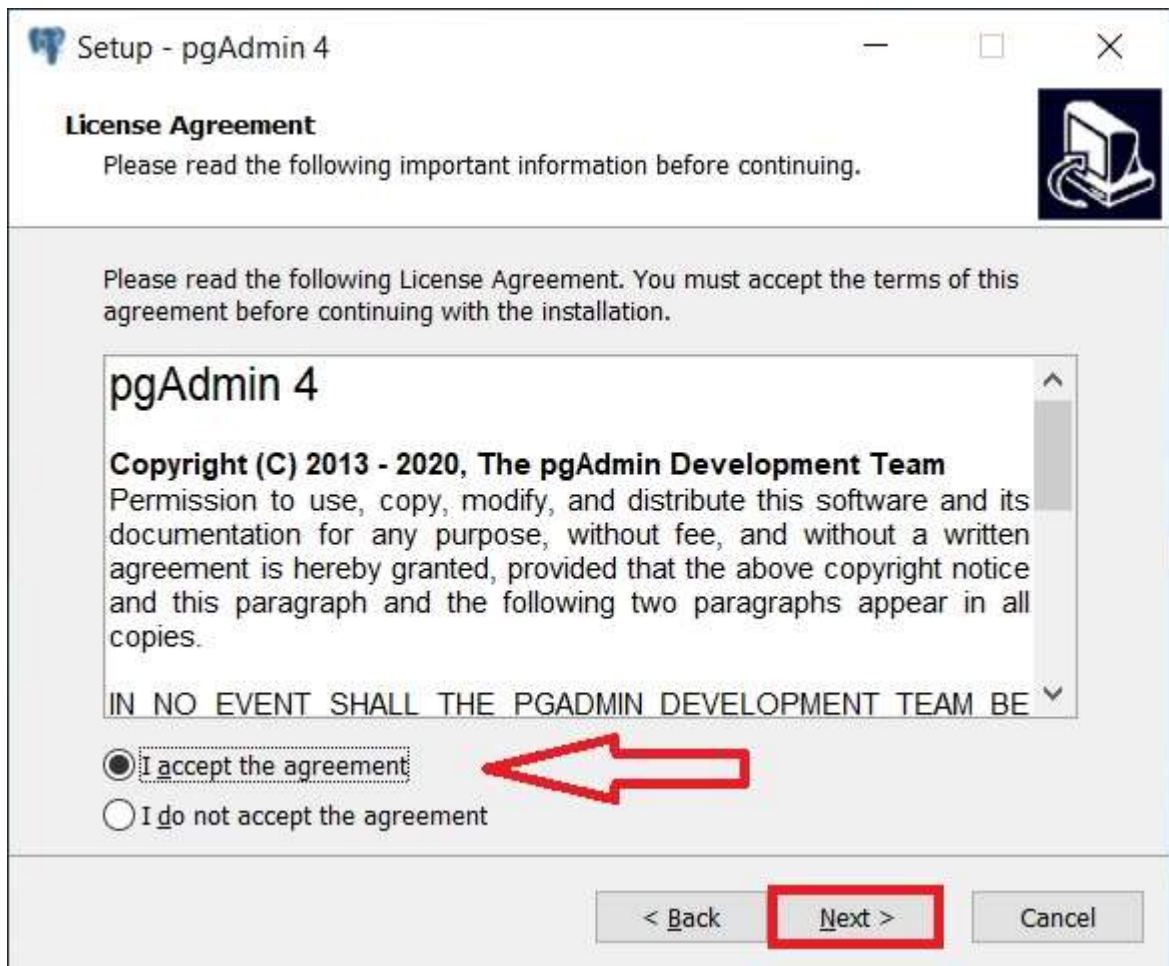 Setup - pgAdmin 4
License Agreement
Please read the following important information before continuing.
Please read the following License Agreement. You must accept the terms of this
agreement before continuing with the installation.
pgAdmin 4
Copyright (C) 2013 - 2020, The pgAdmin Development Team
Permission to use, copy, modify, and distribute this software and its
documentation for any purpose, without fee, and without a written
agreement is hereby granted, provided that the above copyright notice
and this paragraph and the following two paragraphs appear in all
copies.
IN NO EVENT SHALL THE PGADMIN DEVELOPMENT TEAM BE
I accept the agreement
I do not accept the agreement
< Back Next > Cancel